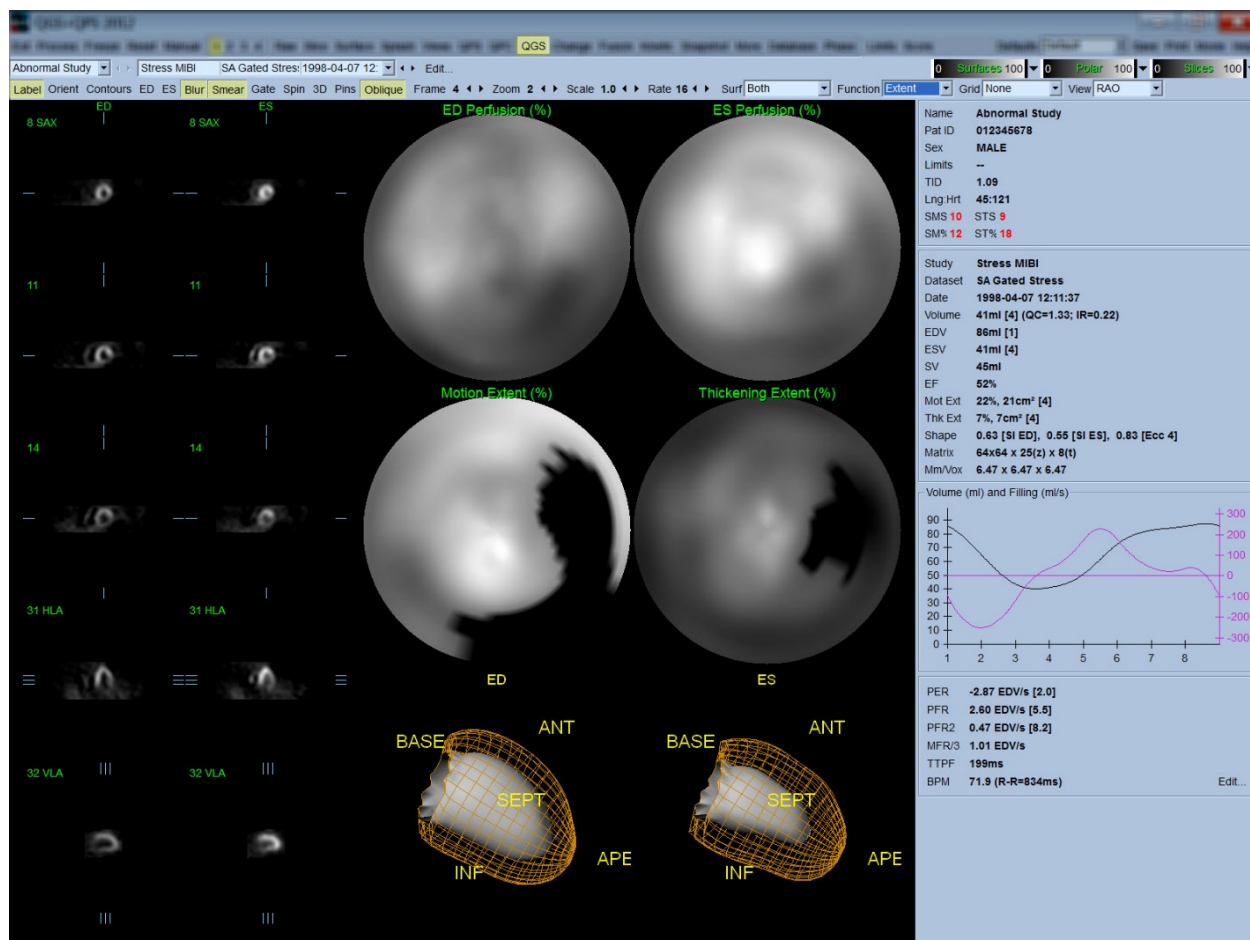 QGS
Abnormal Study Stress MIBI SA Gated Stres: 1998-04-07 12: Edit...
0 Surfaces 100 0 Polar 100 0 Slices 100
Label Orient Contours ED ES Blur Smear Gate Spin 3D Pins Oblique Frame 4 Zoom 2 Scale 1.0 Rate 16 Surf Both Function Extent Grid None View RAO
ED ES
8 SAX 8 SAX
11 11
14 14
31 HLA 31 HLA
32 VLA 32 VLA
ED Perfusion (%) ES Perfusion (%)
Motion Extent (%) Thickening Extent (%)
ED ES
BASE ANT SEPT INF APE
BASE ANT SEPT INF APE
Name Abnormal Study
Pat ID 012345678
Sex MALE
Limits --
TID 1.09
Lng:Hrt 45:121
SMS 10 STS 9
SM% 12 ST% 18
Study Stress MIBI
Dataset SA Gated Stress
Date 1998-04-07 12:11:37
Volume 41ml [4] (QC=1.33; IR=0.22)
EDV 86ml [1]
ESV 41ml [4]
SV 45ml
EF 52%
Mot Ext 22%, 21cm² [4]
Thk Ext 7%, 7cm² [4]
Shape 0.63 [SI ED], 0.55 [SI ES], 0.83 [Ecc 4]
Matrix 64x64 x 25(z) x 8(t)
Mm/Vox 6.47 x 6.47 x 6.47
Volume (ml) and Filling (ml/s)
90 300
80 200
70 100
60 0
50 -100
40 -200
30 -300
20
10
0
1 2 3 4 5 6 7 8
PER -2.87 EDV/s [2.0]
PFR 2.60 EDV/s [5.5]
PFR2 0.47 EDV/s [8.2]
MFR/3 1.01 EDV/s
TTPF 199ms
BPM 71.9 (R-R=834ms) Edit...